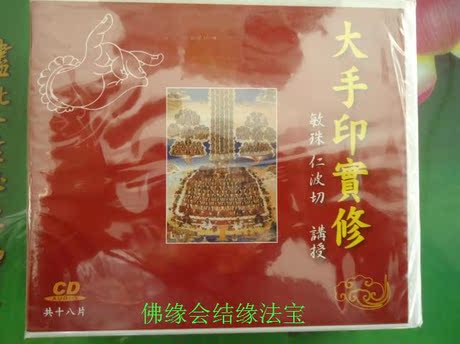 大手印實修
敏珠仁波切 講授
CD
共十八片
佛缘会结缘法宝